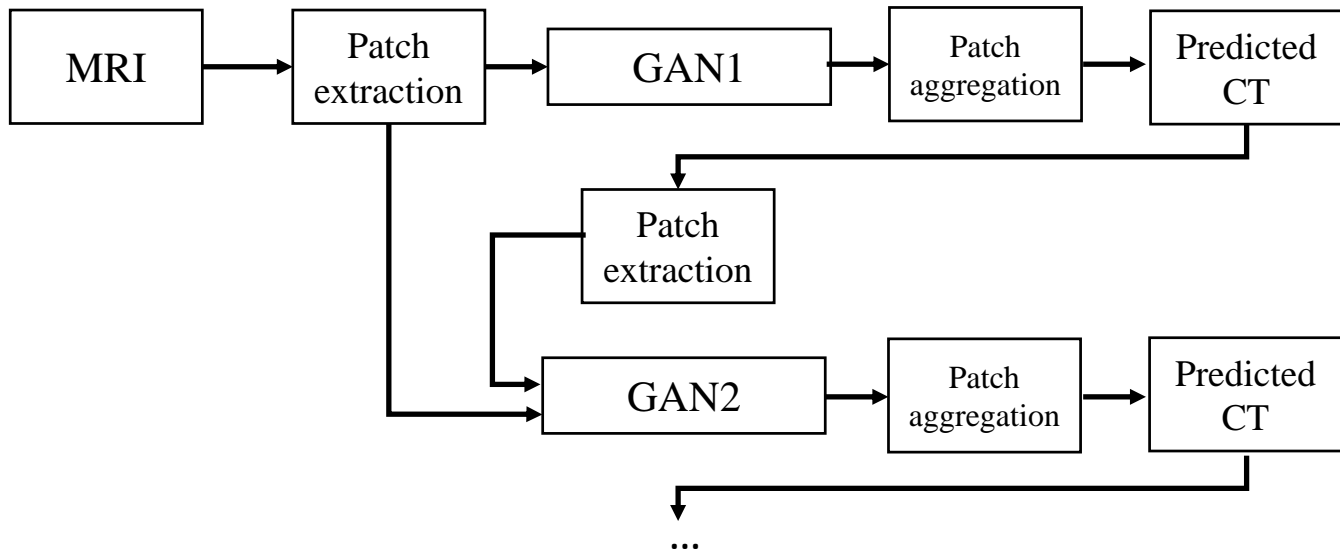 MRI
Patch
extraction
GAN1
Patch
aggregation
Predicted
CT
Patch
extraction
GAN2
Patch
aggregation
Predicted
CT
...